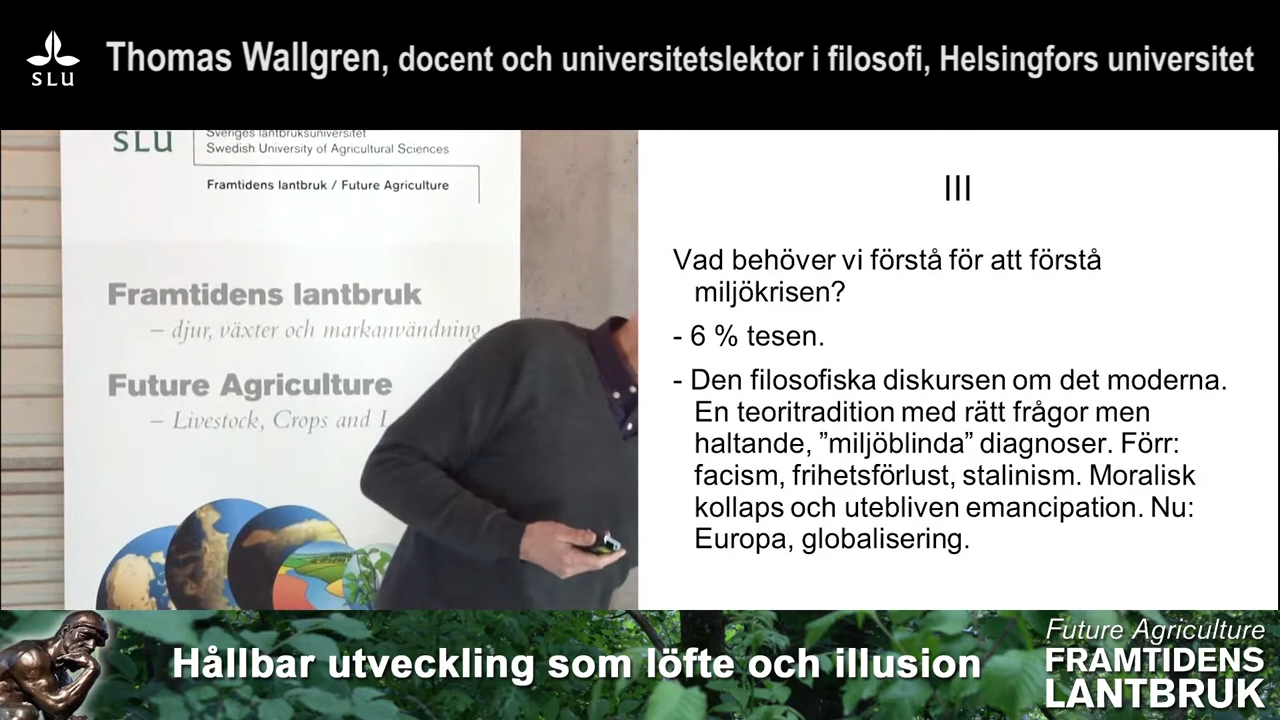 SLU
Thomas Wallgren, docent och universitetslektor i filosofi, Helsingfors universitet
SLU
Sveriges lantbruksuniversitet
Swedish University of Agricultural Sciences
Framtidens lantbruk / Future Agriculture
Framtidens lantbruk
– djur, växter och markanvändning
Future Agriculture
– Livestock, Crops and L
III
Vad behöver vi förstå för att förstå
miljökrisen?
- 6 % tesen.
- Den filosofiska diskursen om det moderna.
En teoritradition med rätt frågor men
haltande, ”miljöblinda” diagnoser. Förr:
facism, frihetsförlust, stalinism. Moralisk
kollaps och utebliven emancipation. Nu:
Europa, globalisering.
Hållbar utveckling som löfte och illusion
Future Agriculture
FRAMTIDENS
LANTBRUK